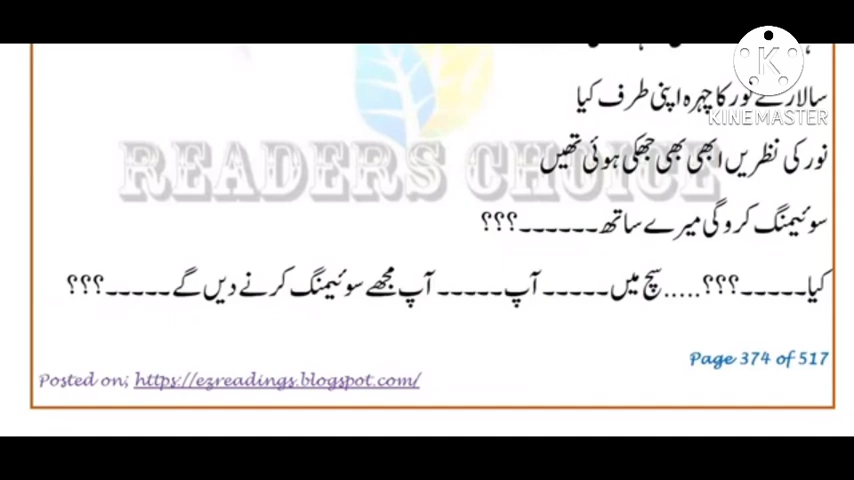 سالار نے نور کا چہرہ اپنی طرف کیا
KINEMASTER
نور کی نظریں ابھی بھی جھکی ہوئی تھیں
READERS CHOICE
سوئیمنگ کروگی میرے ساتھ۔۔۔۔۔۔؟؟؟
کیا۔۔۔۔۔؟؟؟.....سچ میں۔۔۔۔۔ آپ۔۔۔۔۔ آپ مجھے سوئیمنگ کرنے دیں گے۔۔۔۔۔؟؟؟
Page 374 of 517
Posted on; https://ezreadings.blogspot.com/